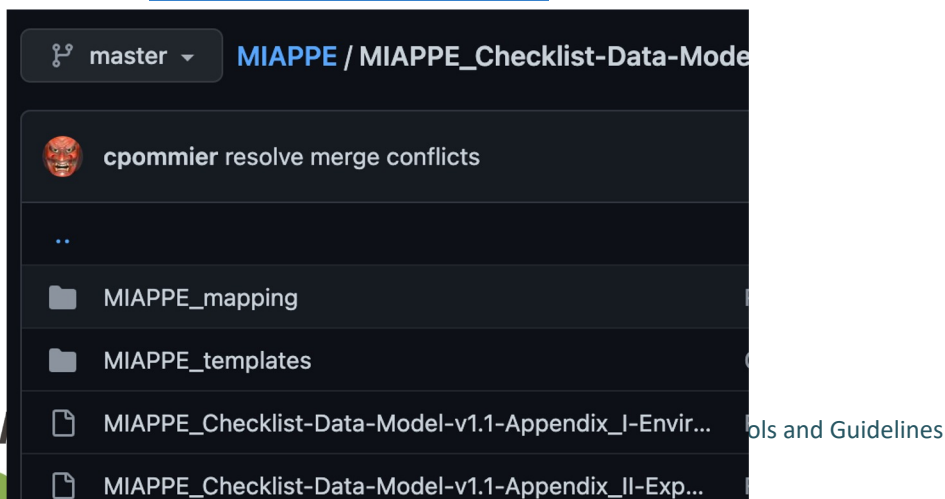 master MIAPPE / MIAPPE_Checklist-Data-Mode
cpommier resolve merge conflicts
..
MIAPPE_mapping
MIAPPE_templates
MIAPPE_Checklist-Data-Model-v1.1-Appendix_I-Envir...
ols and Guidelines
MIAPPE_Checklist-Data-Model-v1.1-Appendix_II-Exp...